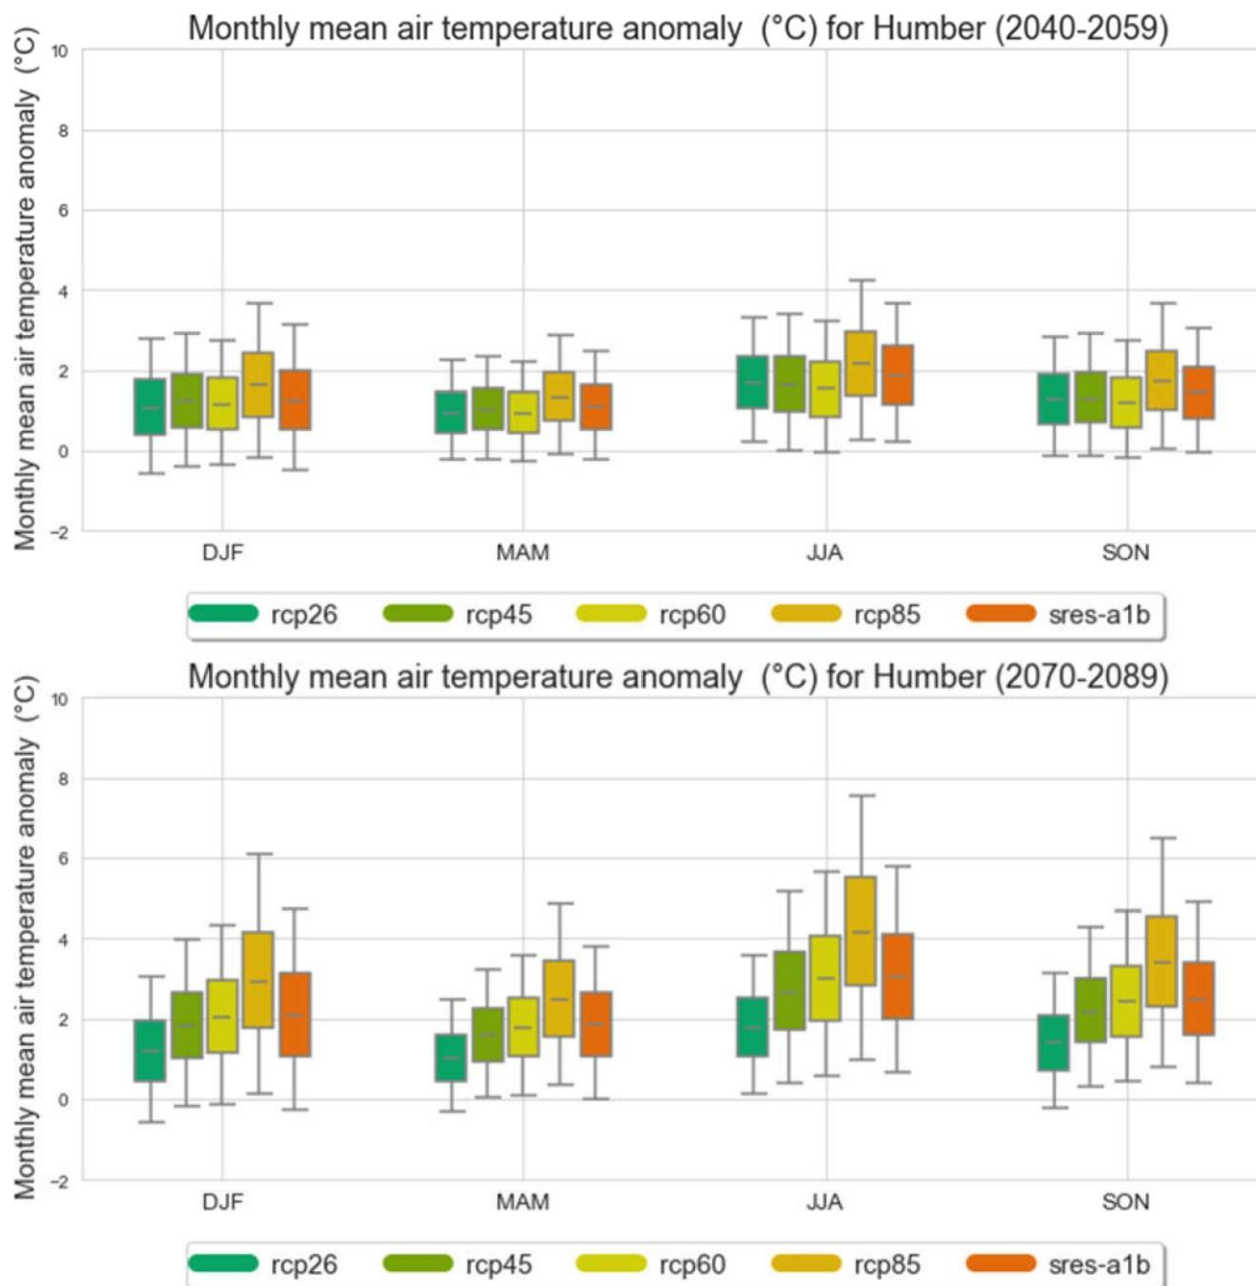 Monthly mean air temperature anomaly (°C) for Humber (2040-2059)
Monthly mean air temperature anomaly (°C)
10
8
6
4
2
0
−2
DJF MAM JJA SON
rcp26 rcp45 rcp60 rcp85 sres-a1b
Monthly mean air temperature anomaly (°C) for Humber (2070-2089)
Monthly mean air temperature anomaly (°C)
10
8
6
4
2
0
−2
DJF MAM JJA SON
rcp26 rcp45 rcp60 rcp85 sres-a1b